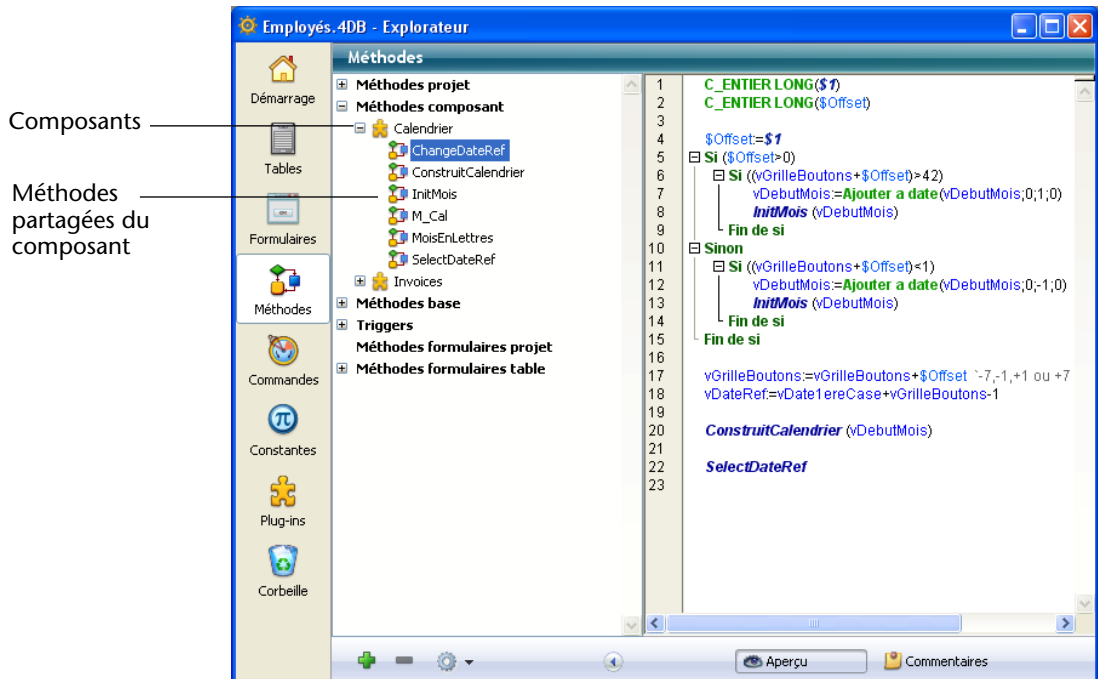 Employés.4DB - Explorateur
Composants
Méthodes
partagées du
composant
Démarrage
Tables
Formulaires
Méthodes
Commandes
Constantes
Plug-ins
Corbeille
Méthodes
Méthodes projet
Méthodes composant
Calendrier
ChangeDateRef
ConstruitCalendrier
InitMois
M_Cal
MoisEnLettres
SelectDateRef
Invoices
Méthodes base
Triggers
Méthodes formulaires projet
Méthodes formulaires table
1 C_ENTIER LONG($1)
2 C_ENTIER LONG($Offset)
3
4 $Offset:=$1
5 Si ($Offset>0)
6 Si ((vGrilleBoutons+$Offset)>42)
7 vDebutMois:=Ajouter a date(vDebutMois;0;1;0)
8 InitMois (vDebutMois)
9 Fin de si
10 Sinon
11 Si ((vGrilleBoutons+$Offset)<1)
12 vDebutMois:=Ajouter a date(vDebutMois;0;-1;0)
13 InitMois (vDebutMois)
14 Fin de si
15 Fin de si
16
17 vGrilleBoutons:=vGrilleBoutons+$Offset `-7,-1,+1 ou +7
18 vDateRef:=vDate1ereCase+vGrilleBoutons-1
19
20 ConstruitCalendrier (vDebutMois)
21
22 SelectDateRef
23
Aperçu
Commentaires